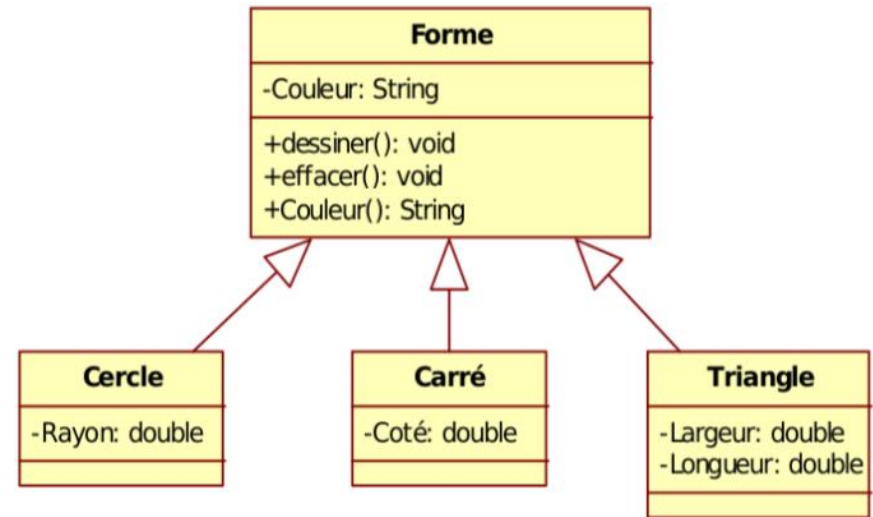 Forme
-Couleur: String
+dessiner(): void
+effacer(): void
+Couleur(): String
Cercle
-Rayon: double
Carré
-Coté: double
Triangle
-Largeur: double
-Longueur: double